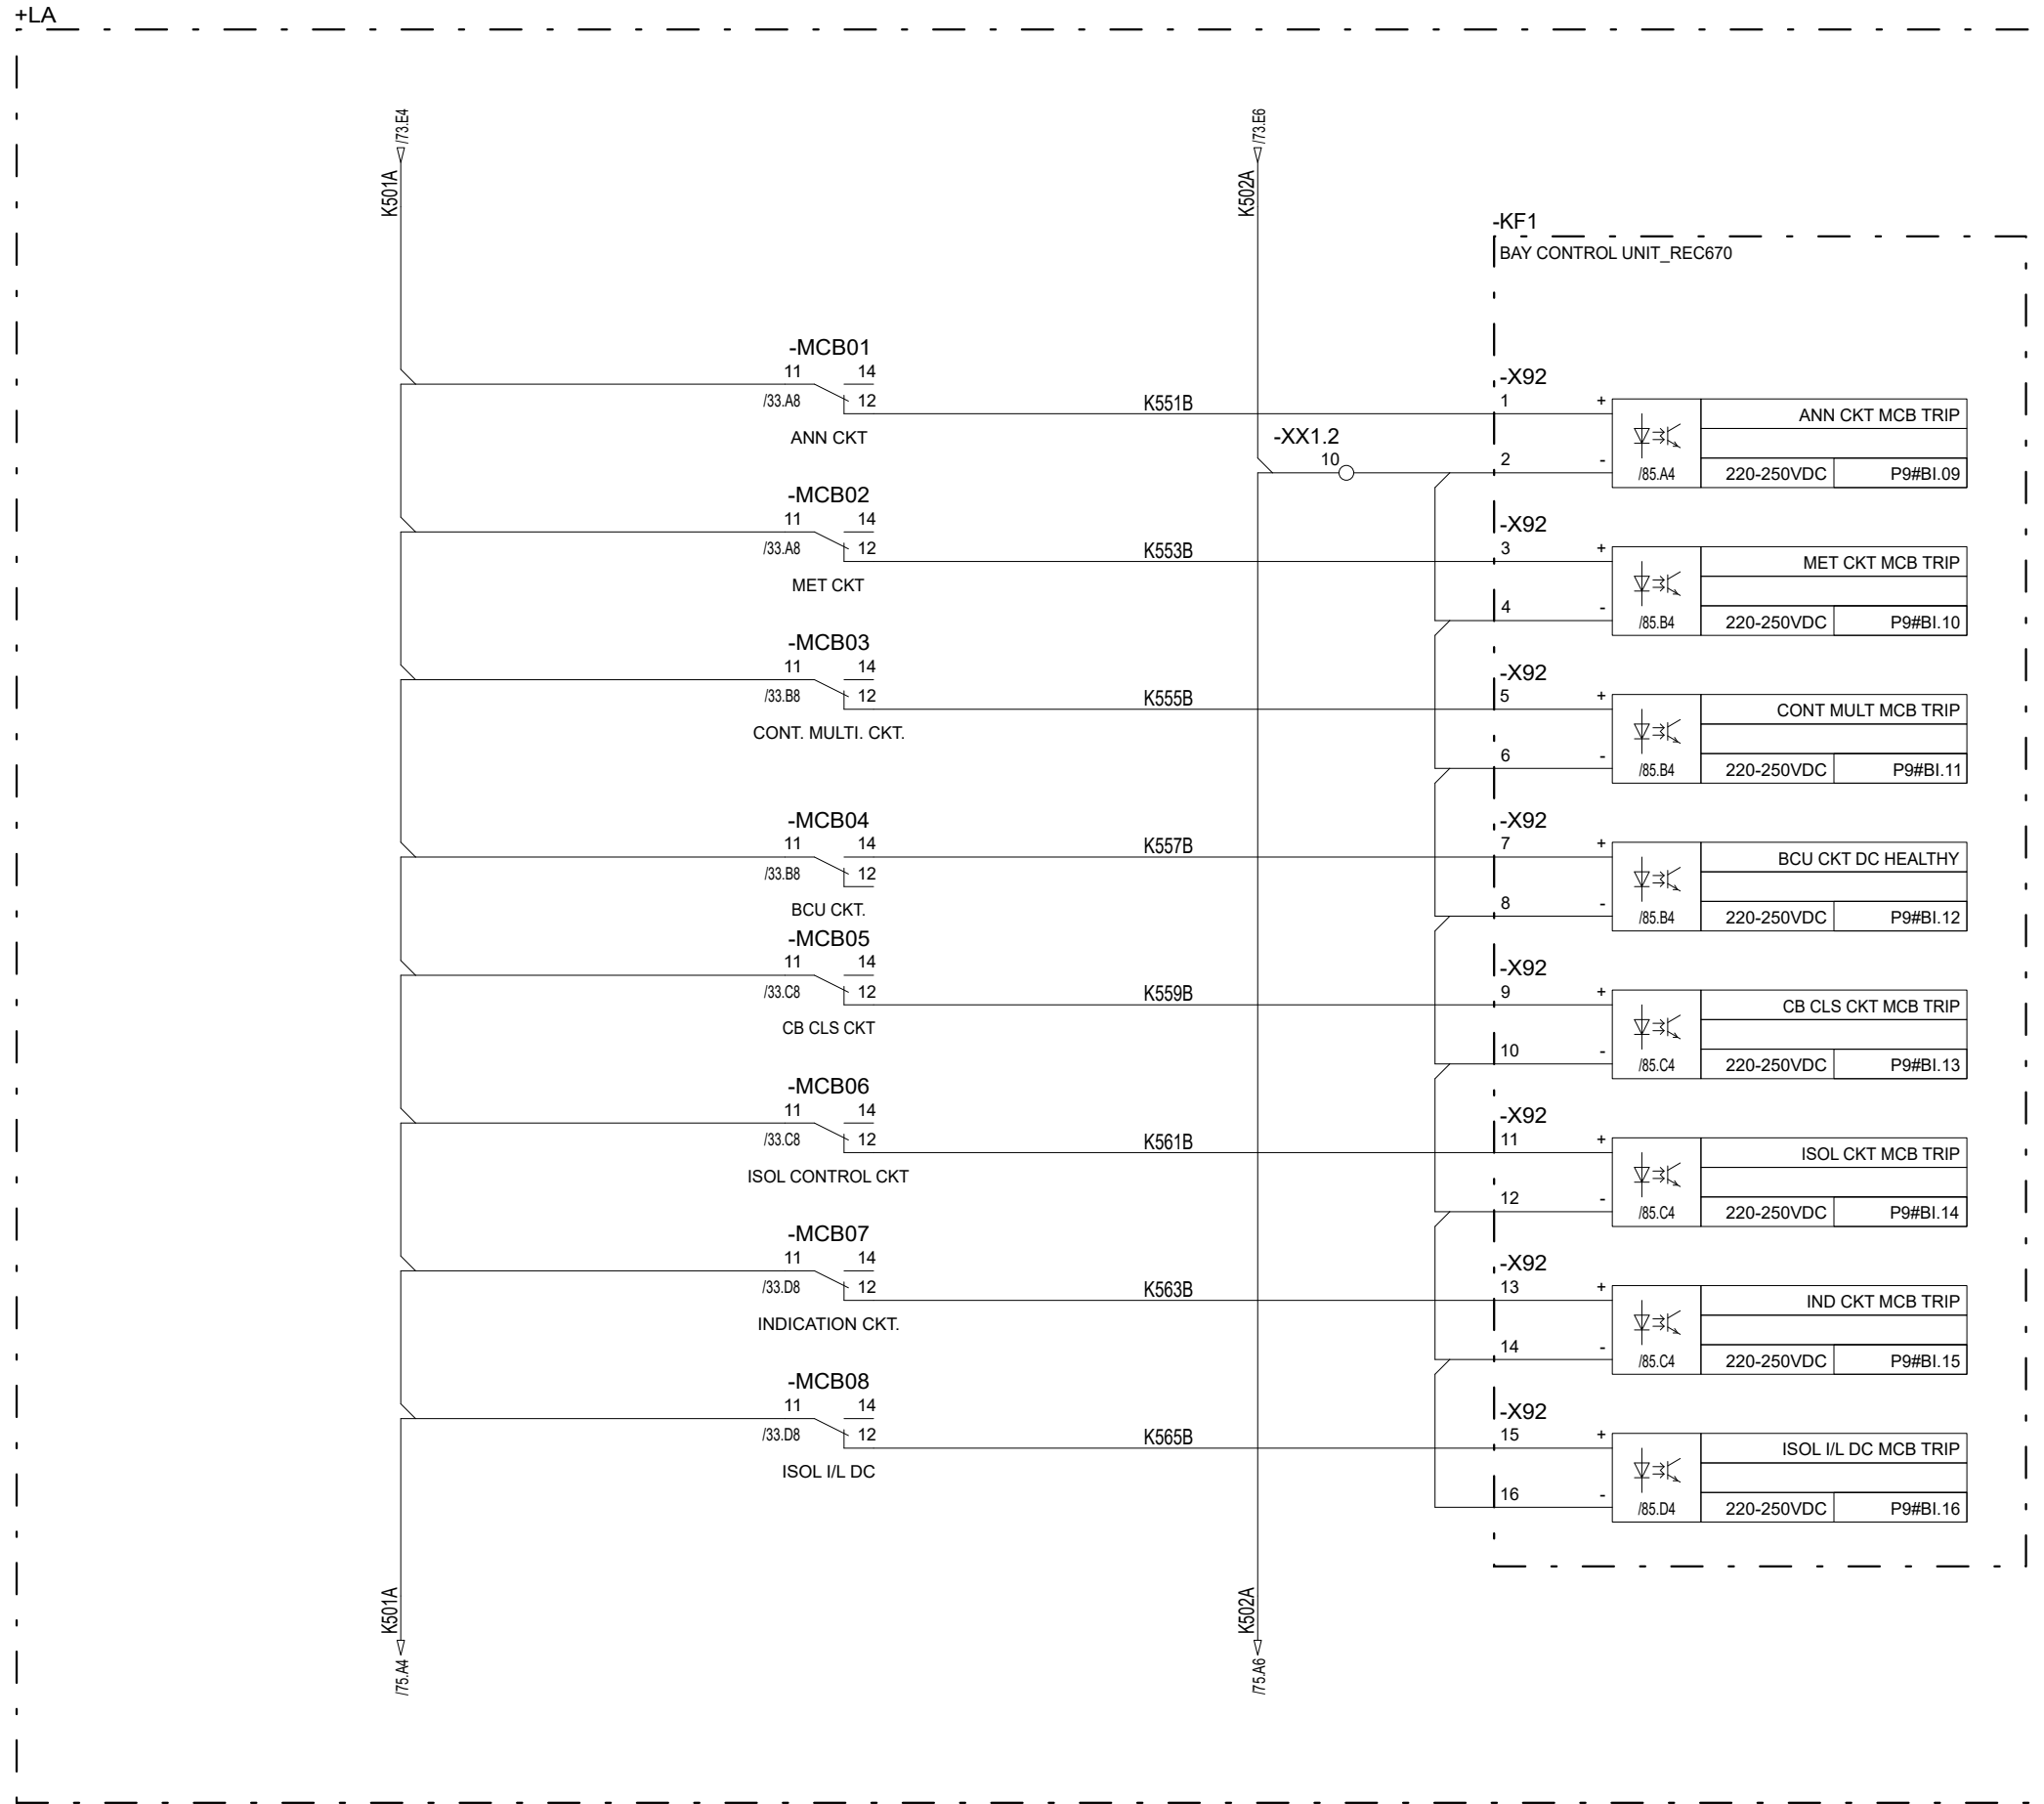 +LA
/73.E4
K501A
/73.E6
K502A
-KF1
BAY CONTROL UNIT_REC670
-MCB01
11 14
/33.A8 12
ANN CKT
K551B
-X92
1 +
2 -
-XX1.2
10
ANN CKT MCB TRIP
/85.A4 220-250VDC P9#BI.09
-MCB02
11 14
/33.A8 12
MET CKT
K553B
-X92
3 +
4 -
MET CKT MCB TRIP
/85.B4 220-250VDC P9#BI.10
-MCB03
11 14
/33.B8 12
CONT. MULTI. CKT.
K555B
-X92
5 +
6 -
CONT MULT MCB TRIP
/85.B4 220-250VDC P9#BI.11
-MCB04
11 14
/33.B8 12
BCU CKT.
K557B
-X92
7 +
8 -
BCU CKT DC HEALTHY
/85.B4 220-250VDC P9#BI.12
-MCB05
11 14
/33.C8 12
CB CLS CKT
K559B
-X92
9 +
10 -
CB CLS CKT MCB TRIP
/85.C4 220-250VDC P9#BI.13
-MCB06
11 14
/33.C8 12
ISOL CONTROL CKT
K561B
-X92
11 +
12 -
ISOL CKT MCB TRIP
/85.C4 220-250VDC P9#BI.14
-MCB07
11 14
/33.D8 12
INDICATION CKT.
K563B
-X92
13 +
14 -
IND CKT MCB TRIP
/85.C4 220-250VDC P9#BI.15
-MCB08
11 14
/33.D8 12
ISOL I/L DC
K565B
-X92
15 +
16 -
ISOL I/L DC MCB TRIP
/85.D4 220-250VDC P9#BI.16
K501A
/75.A4
K502A
/75.A6